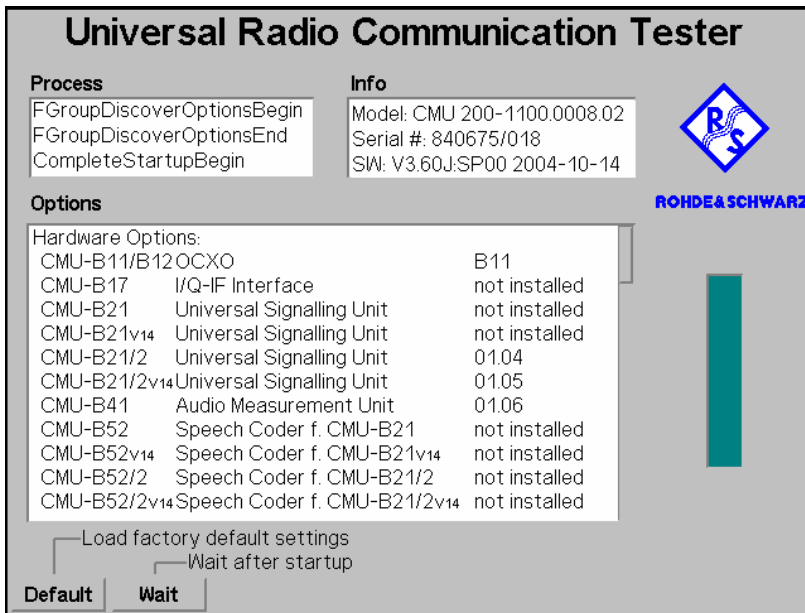 Universal Radio Communication Tester
Process
FGroupDiscoverOptionsBegin
FGroupDiscoverOptionsEnd
CompleteStartupBegin
Info
Model: CMU 200-1100.0008.02
Serial #: 840675/018
SW: V3.60J:SP00 2004-10-14
R S
ROHDE&SCHWARZ
Options
Hardware Options:
CMU-B11/B12 OCXO B11
CMU-B17 I/Q-IF Interface not installed
CMU-B21 Universal Signalling Unit not installed
CMU-B21v14 Universal Signalling Unit not installed
CMU-B21/2 Universal Signalling Unit 01.04
CMU-B21/2v14 Universal Signalling Unit 01.05
CMU-B41 Audio Measurement Unit 01.06
CMU-B52 Speech Coder f. CMU-B21 not installed
CMU-B52v14 Speech Coder f. CMU-B21v14 not installed
CMU-B52/2 Speech Coder f. CMU-B21/2 not installed
CMU-B52/2v14 Speech Coder f. CMU-B21/2v14 not installed
Load factory default settings
Wait after startup
Default Wait